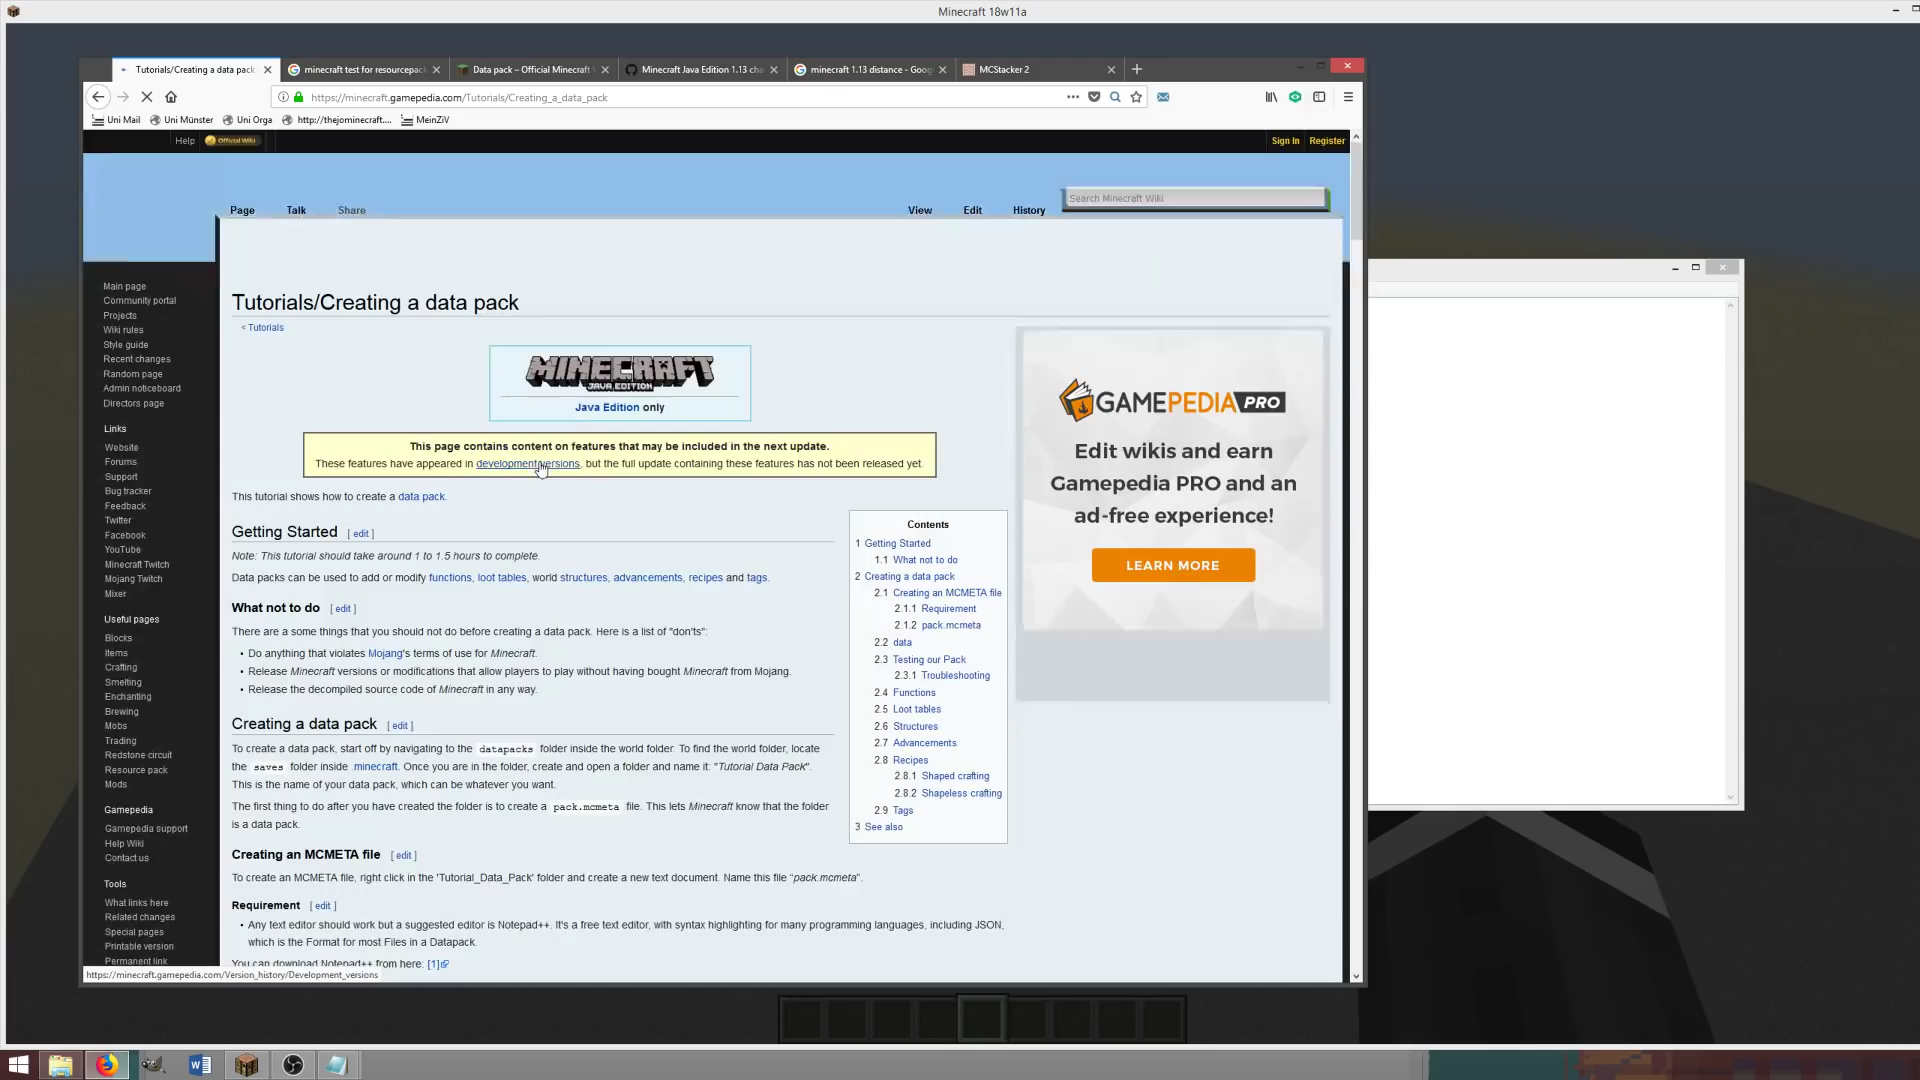 Minecraft 18w11a
Tutorials/Creating a data pack
minecraft test for resourcepack
Data pack – Official Minecraft
Minecraft Java Edition 1.13 cha
minecraft 1.13 distance - Goog
MCStacker 2
https://minecraft.gamepedia.com/Tutorials/Creating_a_data_pack
Uni Mail
Uni Münster
Uni Orga
http://thejominecraft....
MeinZiV
Help
Official Wiki
Sign In
Register
Page
Talk
Share
View
Edit
History
Search Minecraft Wiki
Main page
Community portal
Projects
Wiki rules
Style guide
Recent changes
Random page
Admin noticeboard
Directors page
Links
Website
Forums
Support
Bug tracker
Feedback
Twitter
Facebook
YouTube
Minecraft Twitch
Mojang Twitch
Mixer
Useful pages
Blocks
Items
Crafting
Smelting
Enchanting
Brewing
Mobs
Trading
Redstone circuit
Resource pack
Mods
Gamepedia
Gamepedia support
Help Wiki
Contact us
Tools
What links here
Related changes
Special pages
Printable version
Permanent link
Tutorials/Creating a data pack
< Tutorials
MINECRAFT
JAVA EDITION
Java Edition only
This page contains content on features that may be included in the next update.
These features have appeared in development versions, but the full update containing these features has not been released yet.
This tutorial shows how to create a data pack.
Getting Started [ edit ]
Note: This tutorial should take around 1 to 1.5 hours to complete.
Data packs can be used to add or modify functions, loot tables, world structures, advancements, recipes and tags.
What not to do [ edit ]
There are a some things that you should not do before creating a data pack. Here is a list of "don'ts":
• Do anything that violates Mojang's terms of use for Minecraft.
• Release Minecraft versions or modifications that allow players to play without having bought Minecraft from Mojang.
• Release the decompiled source code of Minecraft in any way.
Creating a data pack [ edit ]
To create a data pack, start off by navigating to the datapacks folder inside the world folder. To find the world folder, locate
the saves folder inside .minecraft. Once you are in the folder, create and open a folder and name it: "Tutorial Data Pack".
This is the name of your data pack, which can be whatever you want.
The first thing to do after you have created the folder is to create a pack.mcmeta file. This lets Minecraft know that the folder
is a data pack.
Creating an MCMETA file [ edit ]
To create an MCMETA file, right click in the 'Tutorial_Data_Pack' folder and create a new text document. Name this file "pack.mcmeta".
Requirement [ edit ]
• Any text editor should work but a suggested editor is Notepad++. It's a free text editor, with syntax highlighting for many programming languages, including JSON,
which is the Format for most Files in a Datapack.
You can download Notepad++ from here: [1]
Contents
1 Getting Started
1.1 What not to do
2 Creating a data pack
2.1 Creating an MCMETA file
2.1.1 Requirement
2.1.2 pack.mcmeta
2.2 data
2.3 Testing our Pack
2.3.1 Troubleshooting
2.4 Functions
2.5 Loot tables
2.6 Structures
2.7 Advancements
2.8 Recipes
2.8.1 Shaped crafting
2.8.2 Shapeless crafting
2.9 Tags
3 See also
GAMEPEDIA PRO
Edit wikis and earn
Gamepedia PRO and an
ad-free experience!
LEARN MORE
https://minecraft.gamepedia.com/Version_history/Development_versions